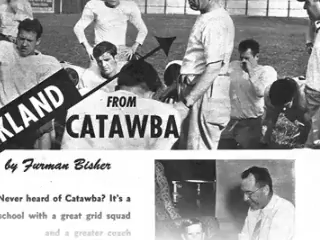 KLAND
FROM
CATAWBA
by Furman Bisher
Never heard of Catawba? It's a
school with a great grid squad
and a greater coach